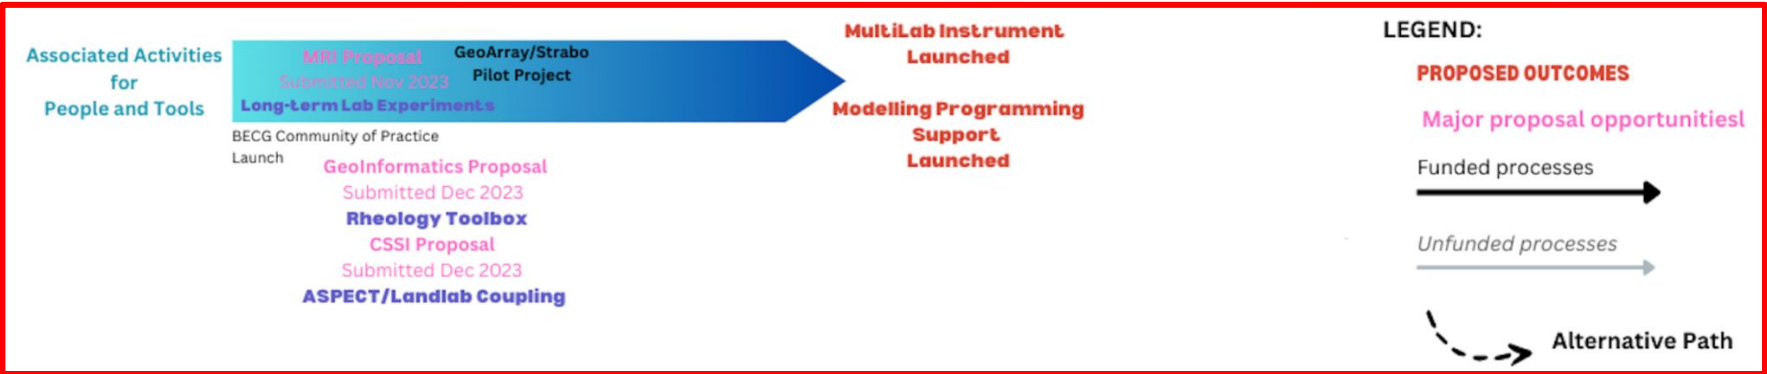 Associated Activities
for
People and Tools
MRI Proposal
Submitted Nov 2023
Long-term Lab Experiments
GeoArray/Strabo
Pilot Project
BECG Community of Practice
Launch
GeoInformatics Proposal
Submitted Dec 2023
Rheology Toolbox
CSSI Proposal
Submitted Dec 2023
ASPECT/Landlab Coupling
MultiLab Instrument
Launched
Modelling Programming
Support
Launched
LEGEND:
PROPOSED OUTCOMES
Major proposal opportunitiesl
Funded processes
Unfunded processes
Alternative Path